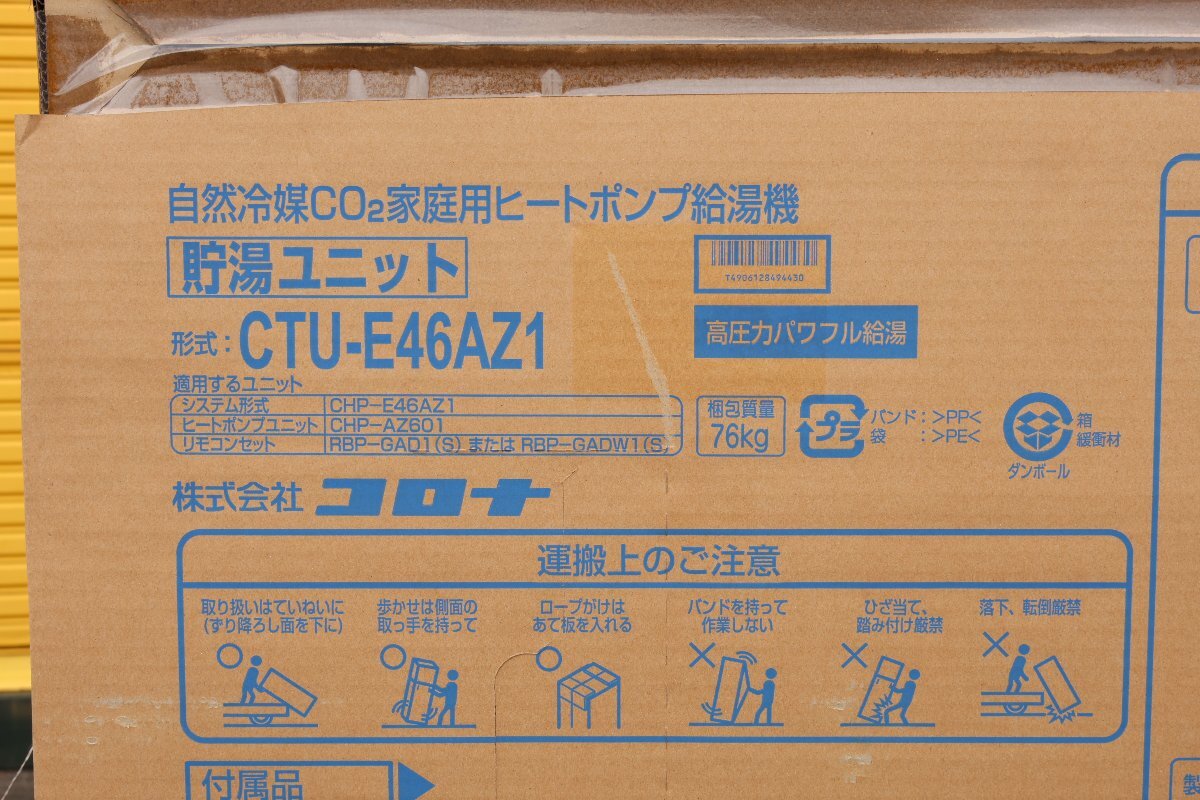 自然冷媒CO₂家庭用ヒートポンプ給湯機
貯湯ユニット
T4906128494430
形式：CTU-E46AZ1
高圧力パワフル給湯
適用するユニット
システム形式 CHP-E46AZ1
ヒートポンプユニット CHP-AZ601
リモコンセット RBP-GAD1(S) または RBP-GADW1(S)
梱包質量
76kg
プラ
バンド：>PP<
袋　　：>PE<
箱
緩衝材
ダンボール
株式会社 コロナ
運搬上のご注意
取り扱いはていねいに
(ずり降ろし面を下に)
歩かせは側面の
取っ手を持って
ロープがけは
あて板を入れる
バンドを持って
作業しない
ひざ当て、
踏み付け厳禁
落下、転倒厳禁
付属品
製